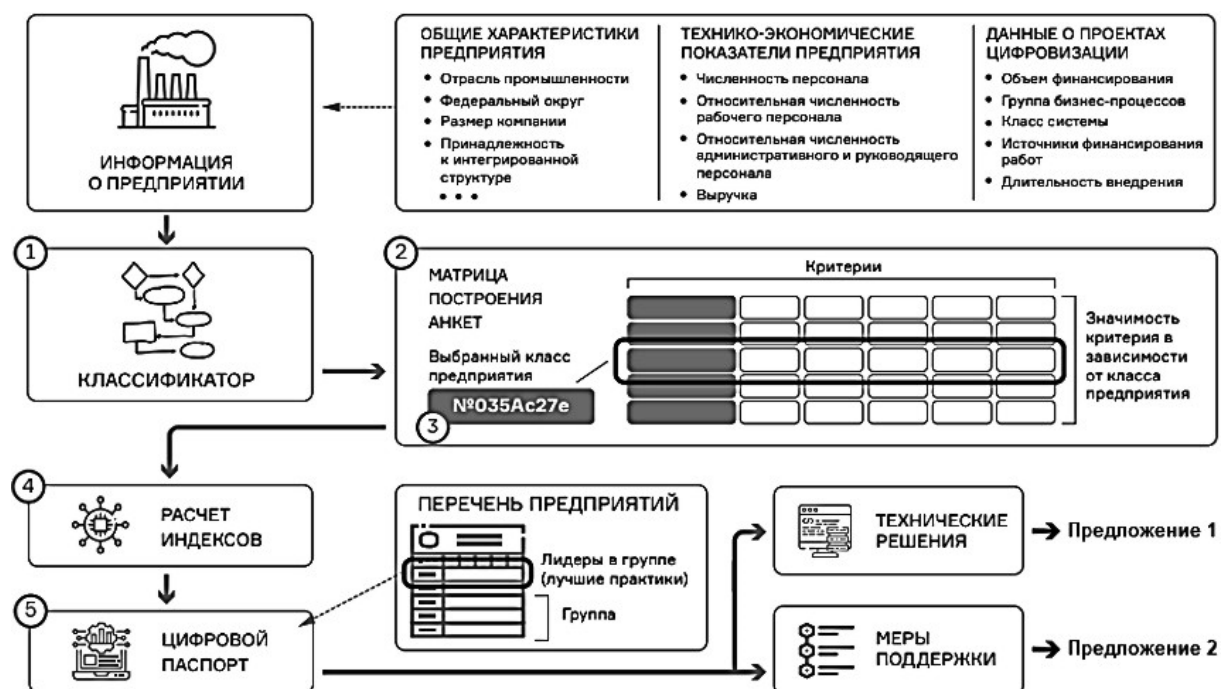 ИНФОРМАЦИЯ
О ПРЕДПРИЯТИИ
ОБЩИЕ ХАРАКТЕРИСТИКИ
ПРЕДПРИЯТИЯ
• Отрасль промышленности
• Федеральный округ
• Размер компании
• Принадлежность
к интегрированной
структуре
• • •
ТЕХНИКО-ЭКОНОМИЧЕСКИЕ
ПОКАЗАТЕЛИ ПРЕДПРИЯТИЯ
• Численность персонала
• Относительная численность
рабочего персонала
• Относительная численность
административного и руководящего
персонала
• Выручка
ДАННЫЕ О ПРОЕКТАХ
ЦИФРОВИЗАЦИИ
• Объем финансирования
• Группа бизнес-процессов
• Класс системы
• Источники финансирования
работ
• Длительность внедрения
1
КЛАССИФИКАТОР
2
МАТРИЦА
ПОСТРОЕНИЯ
АНКЕТ
Выбранный класс
предприятия
№035Ac27e
3
Критерии
Значимость
критерия в
зависимости
от класса
предприятия
4
РАСЧЕТ
ИНДЕКСОВ
5
ЦИФРОВОЙ
ПАСПОРТ
ПЕРЕЧЕНЬ ПРЕДПРИЯТИЙ
Лидеры в группе
(лучшие практики)
Группа
ТЕХНИЧЕСКИЕ
РЕШЕНИЯ
Предложение 1
МЕРЫ
ПОДДЕРЖКИ
Предложение 2